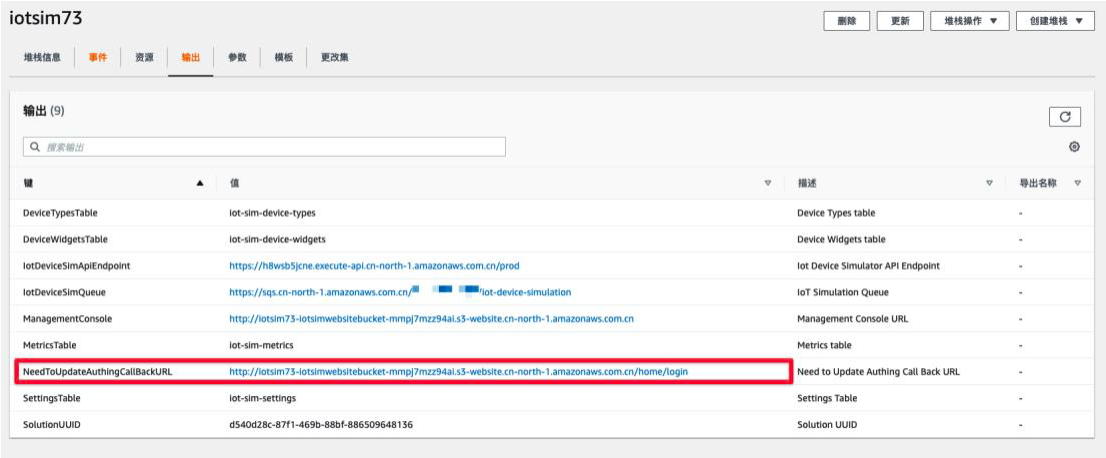 iotsim73
删除 更新 堆栈操作 ▼ 创建堆栈 ▼
堆栈信息 事件 资源 输出 参数 模板 更改集
输出 (9)
搜索输出
键 值 描述 导出名称
DeviceTypesTable iot-sim-device-types Device Types table -
DeviceWidgetsTable iot-sim-device-widgets Device Widgets table -
IotDeviceSimApiEndpoint https://h8wsb5jcne.execute-api.cn-north-1.amazonaws.com.cn/prod Iot Device Simulator API Endpoint -
IotDeviceSimQueue https://sqs.cn-north-1.amazonaws.com.cn/ /iot-device-simulation IoT Simulation Queue -
ManagementConsole http://iotsim73-iotsimwebsitebucket-mmpj7mzz94ai.s3-website.cn-north-1.amazonaws.com.cn Management Console URL -
MetricsTable iot-sim-metrics Metrics table -
NeedToUpdateAuthingCallBackURL http://iotsim73-iotsimwebsitebucket-mmpj7mzz94ai.s3-website.cn-north-1.amazonaws.com.cn/home/login Need to Update Authing Call Back URL -
SettingsTable iot-sim-settings Settings Table -
SolutionUUID d540d28c-87f1-469b-88bf-886509648136 Solution UUID -